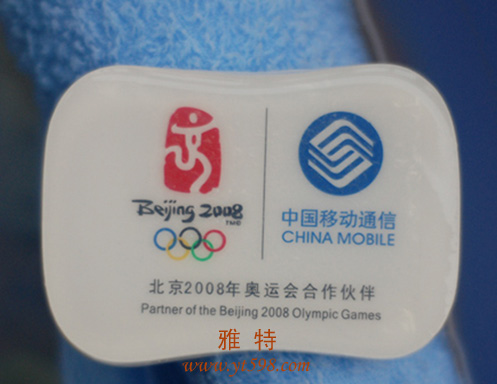 Beijing 2008
中国移动通信
CHINA MOBILE
北京2008年奥运会合作伙伴
Partner of the Beijing 2008 Olympic Games
雅特
www.yt598.com